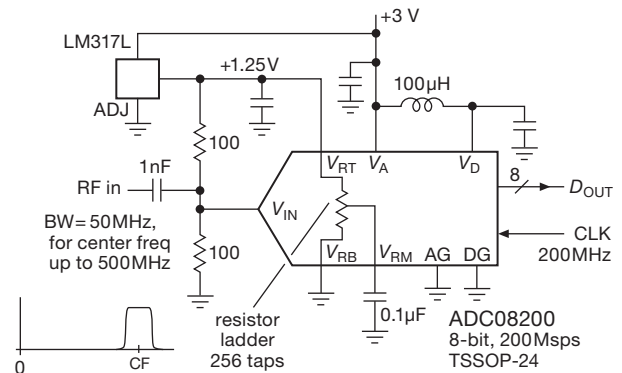 +3 V
LM317L
+1.25V
ADJ
100µH
100
1nF
RF in
V_RT
V_A
V_D
8
D_OUT
V_IN
BW = 50MHz,
for center freq
up to 500MHz
100
V_RB
V_RM
AG
DG
CLK
200MHz
0.1µF
resistor
ladder
256 taps
ADC08200
8-bit, 200Msps
TSSOP-24
0
CF